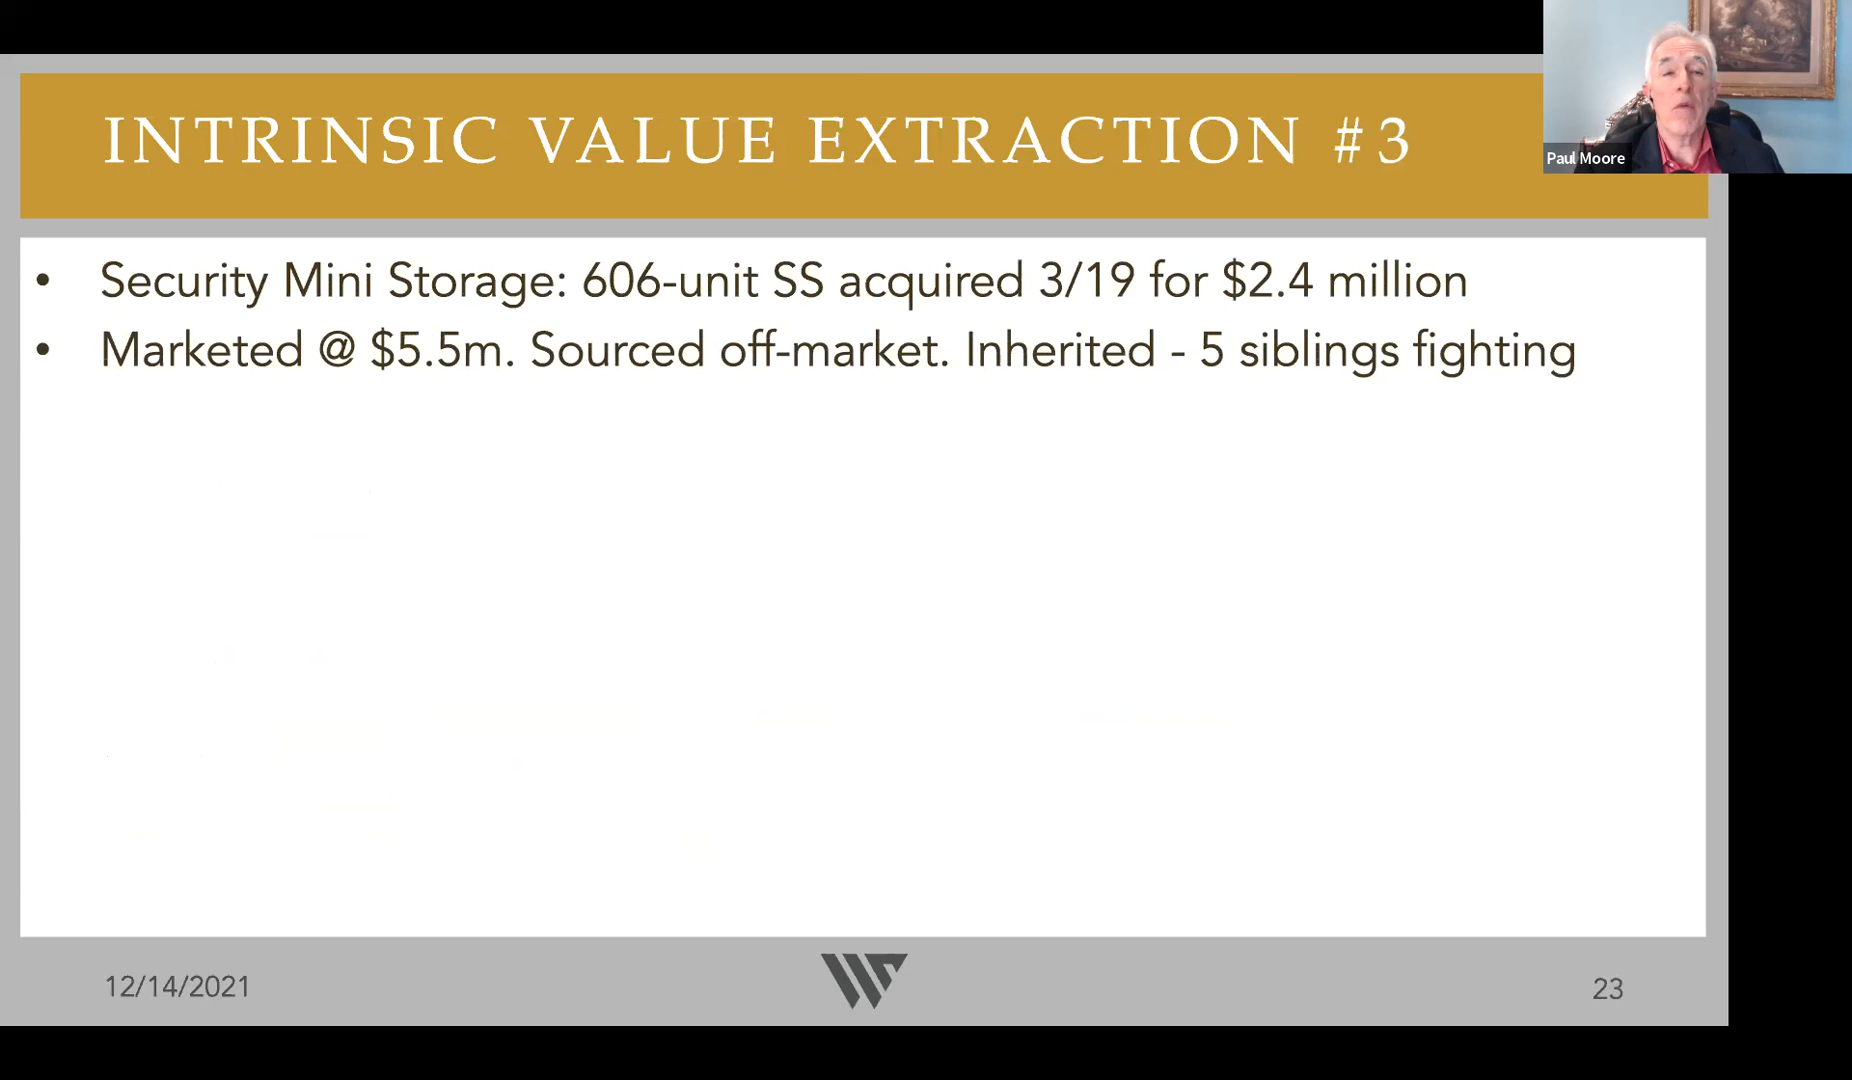 INTRINSIC VALUE EXTRACTION #3
Paul Moore
• Security Mini Storage: 606-unit SS acquired 3/19 for $2.4 million
• Marketed @ $5.5m. Sourced off-market. Inherited - 5 siblings fighting
12/14/2021
23